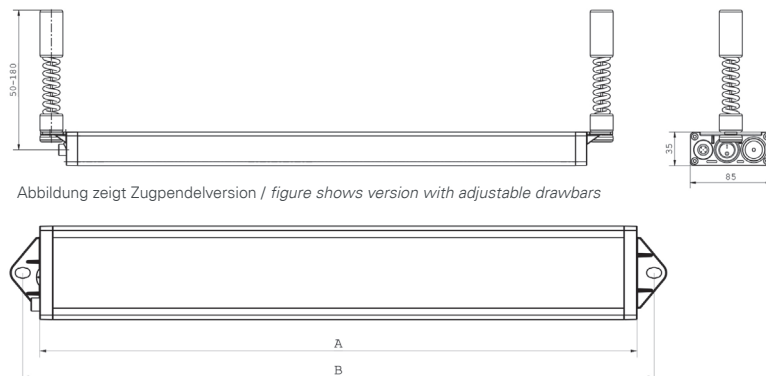 50-180
35
85
Abbildung zeigt Zugpendelversion / figure shows version with adjustable drawbars
A
B